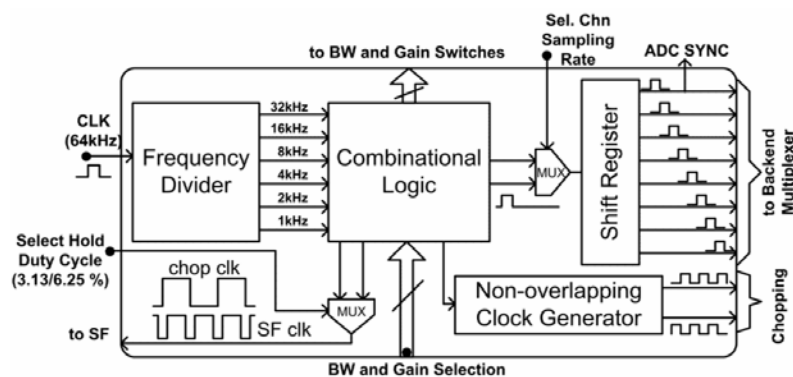 Sel. Chn
Sampling
Rate
to BW and Gain Switches
ADC SYNC
CLK
(64kHz)
Frequency
Divider
32kHz
16kHz
8kHz
4kHz
2kHz
1kHz
Combinational
Logic
MUX
Shift Register
to Backend
Multiplexer
Select Hold
Duty Cycle
(3.13/6.25 %)
chop clk
SF clk
MUX
to SF
Non-overlapping
Clock Generator
Chopping
BW and Gain Selection